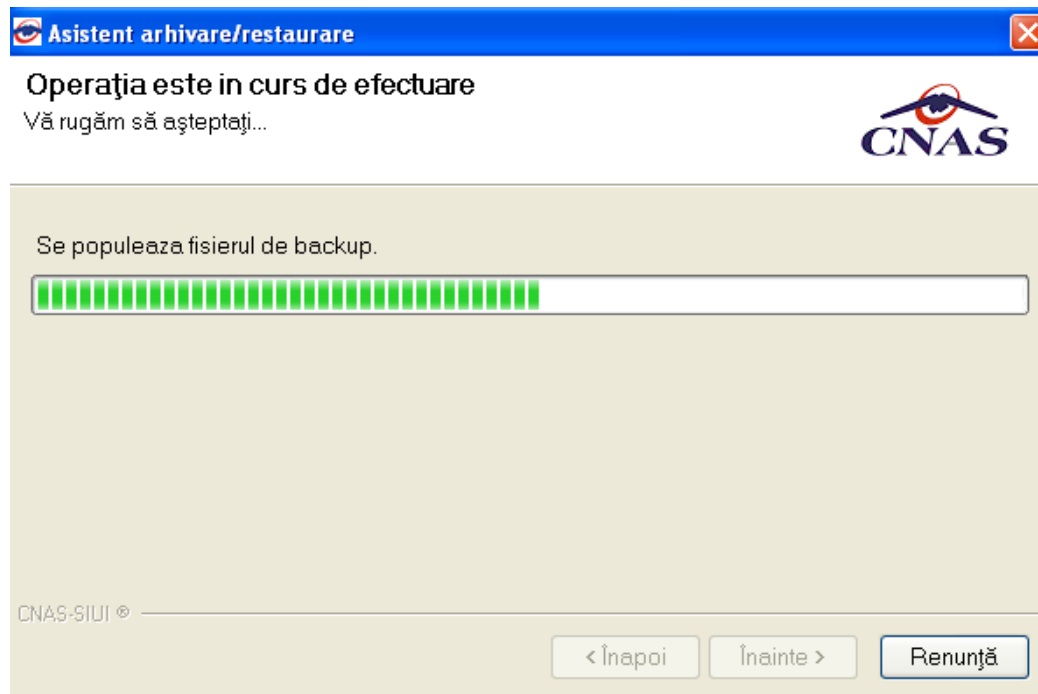 Asistent arhivare/restaurare
Operaţia este in curs de efectuare
Vă rugăm să aşteptaţi...
CNAS
Se populeaza fisierul de backup.
CNAS-SIUI ®
< Înapoi
Înainte >
Renunţă